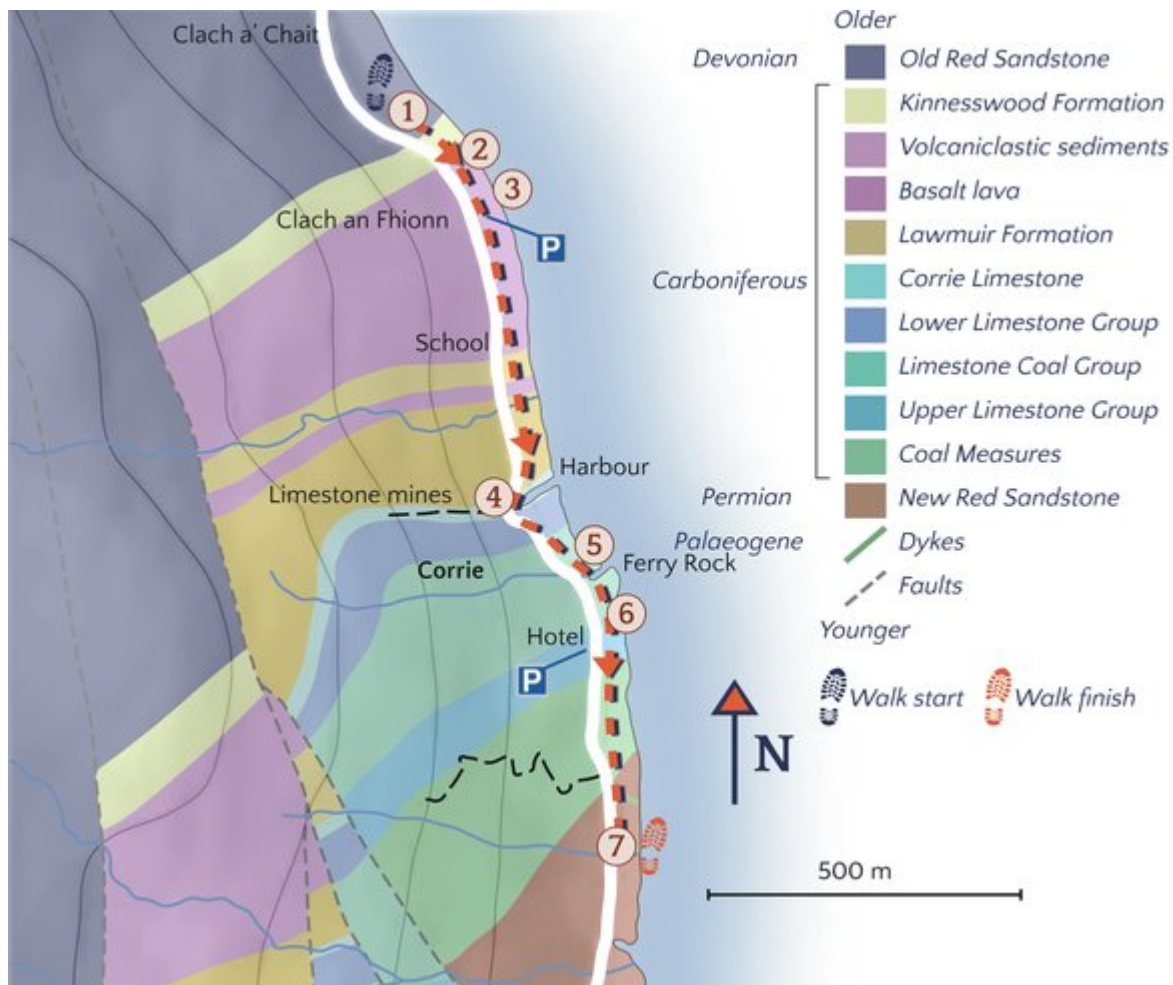 Clach a' Chait
1
2
3
Clach an Fhionn
P
School
Harbour
Limestone mines
4
5
Corrie
Ferry Rock
6
Hotel
P
7
N
500 m
Older
Devonian
Old Red Sandstone
Carboniferous
Kinnesswood Formation
Volcaniclastic sediments
Basalt lava
Lawmuir Formation
Corrie Limestone
Lower Limestone Group
Limestone Coal Group
Upper Limestone Group
Coal Measures
Permian
New Red Sandstone
Palaeogene
Dykes
Faults
Younger
Walk start
Walk finish